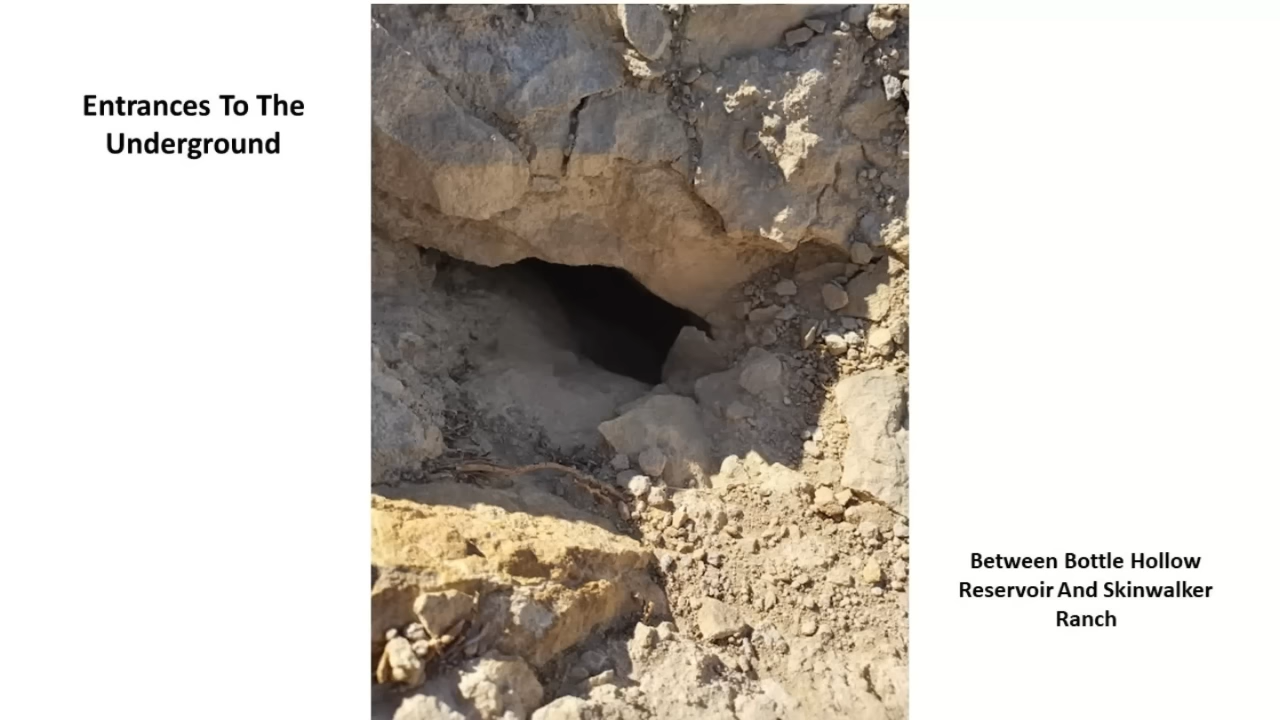 Entrances To The
Underground
Between Bottle Hollow
Reservoir And Skinwalker
Ranch